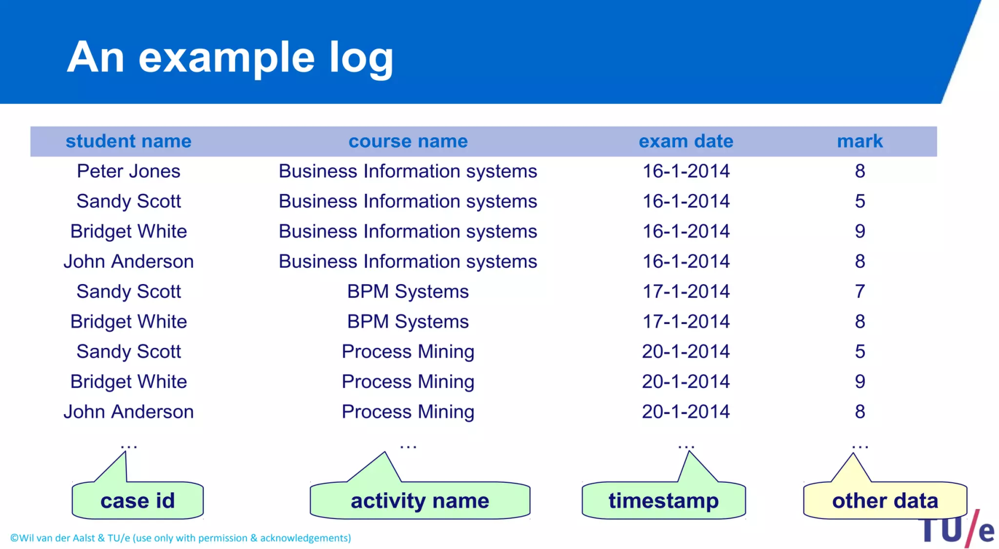 An example log
student name course name exam date mark
Peter Jones Business Information systems 16-1-2014 8
Sandy Scott Business Information systems 16-1-2014 5
Bridget White Business Information systems 16-1-2014 9
John Anderson Business Information systems 16-1-2014 8
Sandy Scott BPM Systems 17-1-2014 7
Bridget White BPM Systems 17-1-2014 8
Sandy Scott Process Mining 20-1-2014 5
Bridget White Process Mining 20-1-2014 9
John Anderson Process Mining 20-1-2014 8
… … … …
case id activity name timestamp other data
©Wil van der Aalst & TU/e (use only with permission & acknowledgements)
TU/e